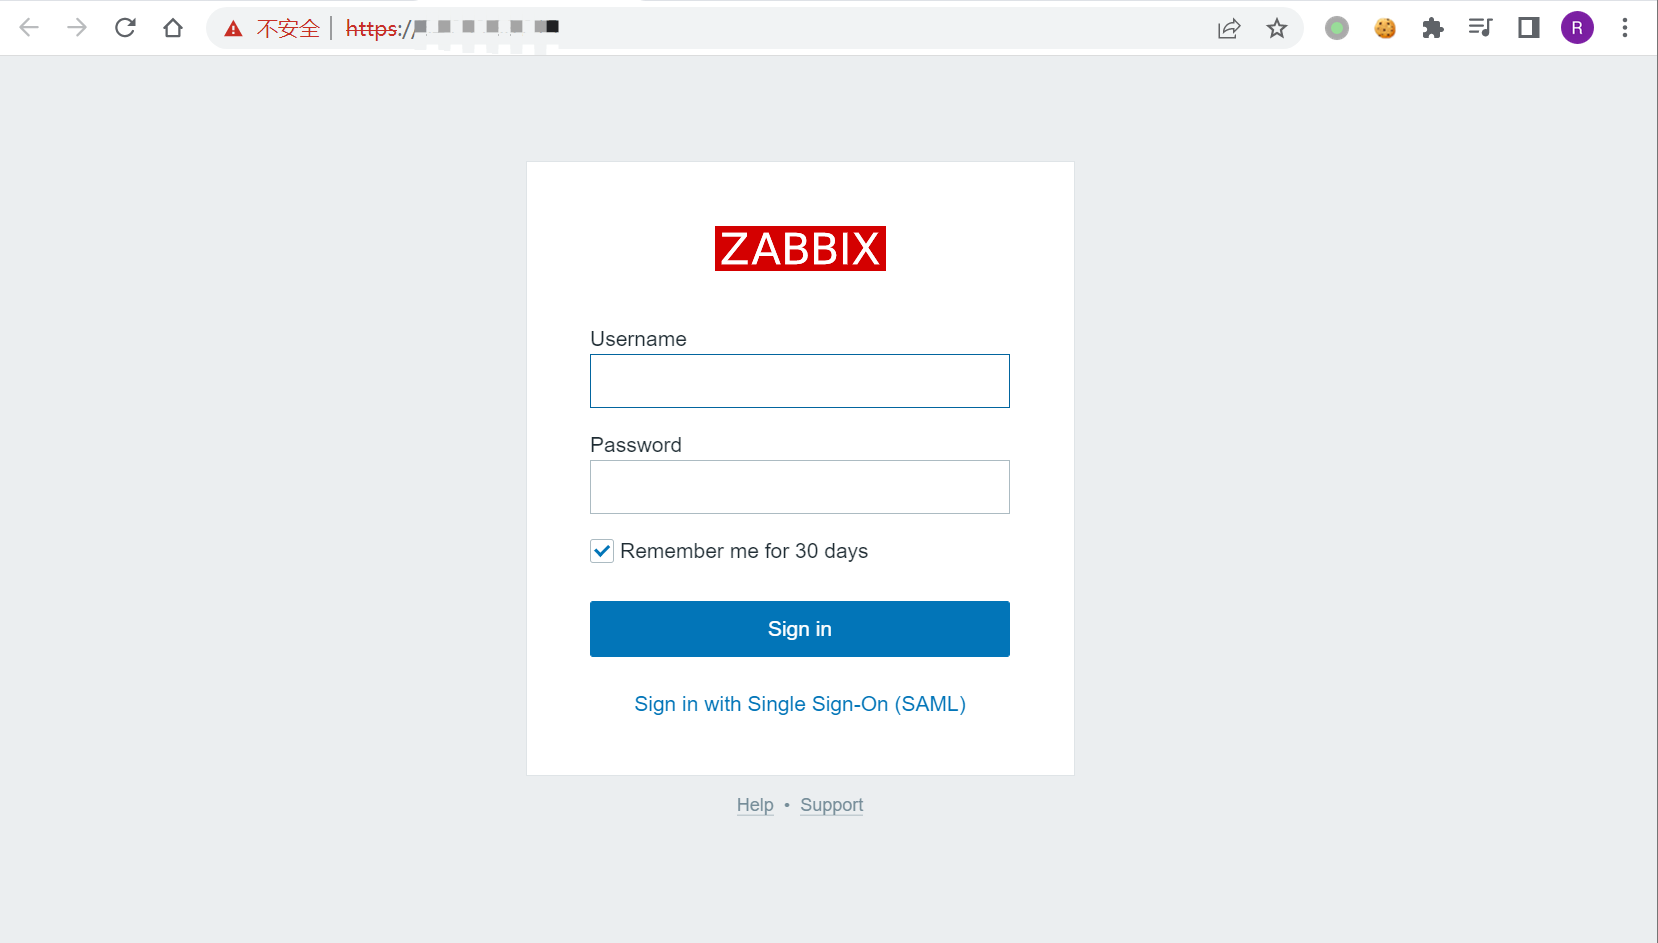 不安全 | https://
R
ZABBIX
Username
Password
Remember me for 30 days
Sign in
Sign in with Single Sign-On (SAML)
Help • Support